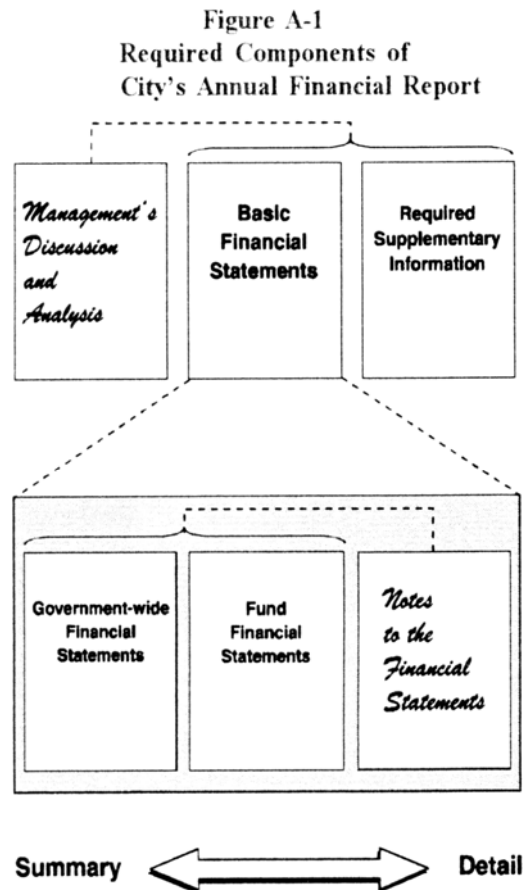 Figure A-1
Required Components of
City's Annual Financial Report
Management's
Discussion
and
Analysis
Basic
Financial
Statements
Required
Supplementary
Information
Government-wide
Financial
Statements
Fund
Financial
Statements
Notes
to the
Financial
Statements
Summary
Detail